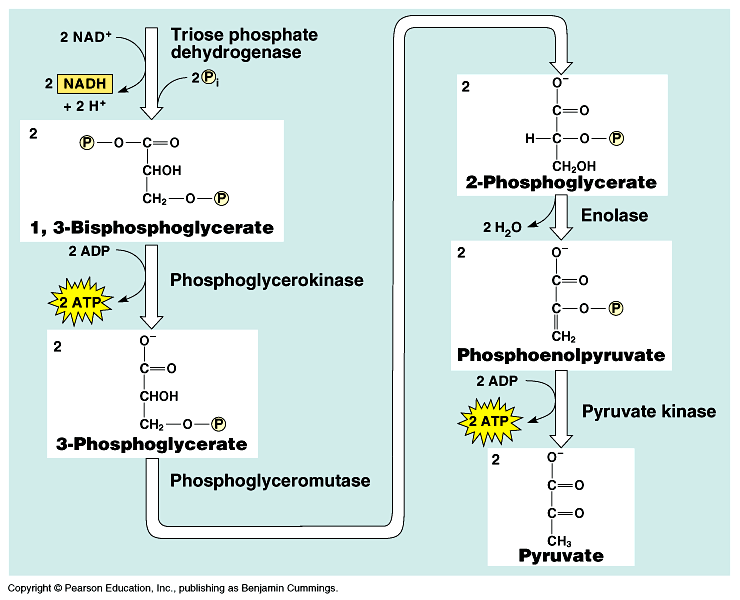 2 NAD⁺
Triose phosphate
dehydrogenase
2 NADH
+ 2 H⁺
2 Pᵢ
2
P—O—C=O
CHOH
CH₂—O—P
1, 3-Bisphosphoglycerate
2 ADP
Phosphoglycerokinase
2 ATP
2
O⁻
C=O
CHOH
CH₂—O—P
3-Phosphoglycerate
Phosphoglyceromutase
2
O⁻
C=O
H—C—O—P
CH₂OH
2-Phosphoglycerate
2 H₂O
Enolase
2
O⁻
C=O
C—O—P
CH₂
Phosphoenolpyruvate
2 ADP
Pyruvate kinase
2 ATP
2
O⁻
C=O
C=O
CH₃
Pyruvate
Copyright © Pearson Education, Inc., publishing as Benjamin Cummings.